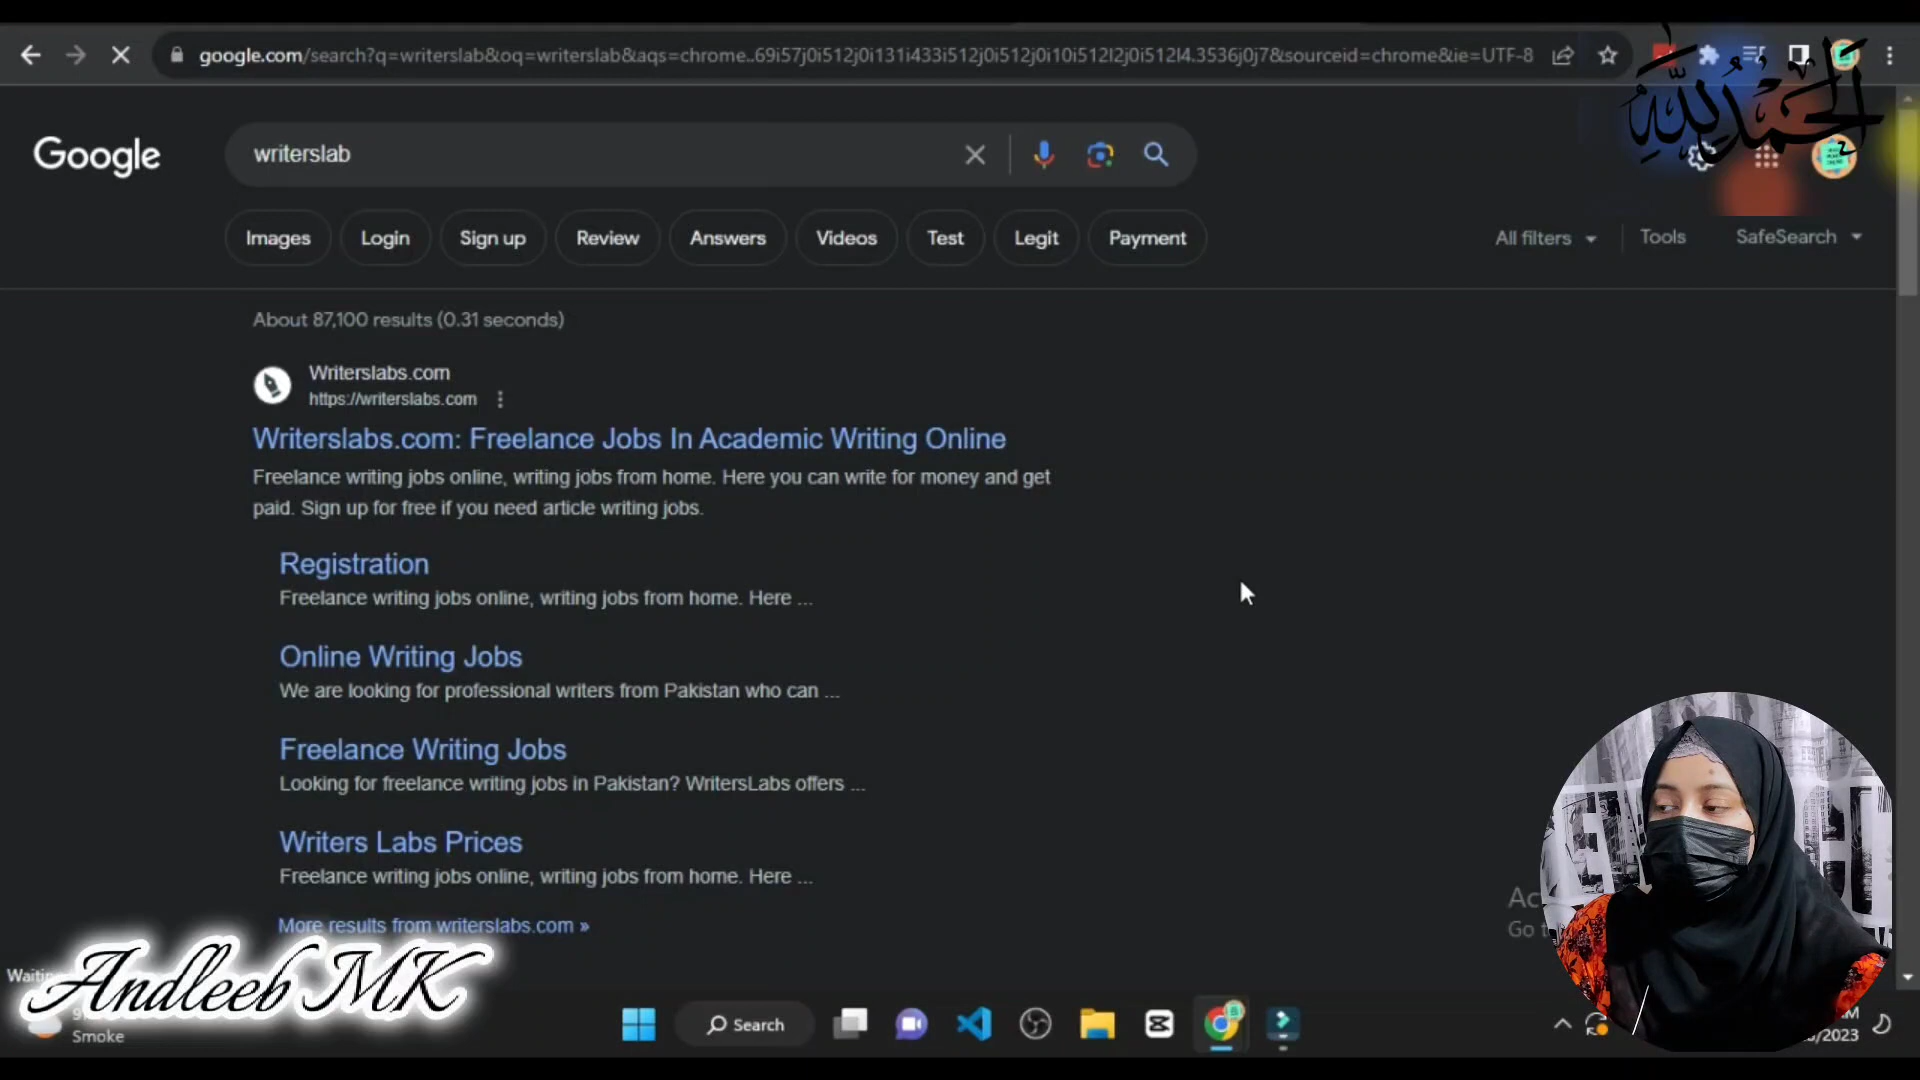 google.com/search?q=writerslab&oq=writerslab&aqs=chrome..69i57j0i512j0i131i433i512j0i512j0i10i512l2j0i512l4.3536j0j7&sourceid=chrome&ie=UTF-8
الحمد لله
Google
writerslab
Images
Login
Sign up
Review
Answers
Videos
Test
Legit
Payment
All filters
Tools
SafeSearch
About 87,100 results (0.31 seconds)
Writerslabs.com
https://writerslabs.com
Writerslabs.com: Freelance Jobs In Academic Writing Online
Freelance writing jobs online, writing jobs from home. Here you can write for money and get
paid. Sign up for free if you need article writing jobs.
Registration
Freelance writing jobs online, writing jobs from home. Here ...
Online Writing Jobs
We are looking for professional writers from Pakistan who can ...
Freelance Writing Jobs
Looking for freelance writing jobs in Pakistan? WritersLabs offers ...
Writers Labs Prices
Freelance writing jobs online, writing jobs from home. Here ...
More results from writerslabs.com »
Andleeb MK
Smoke
Search